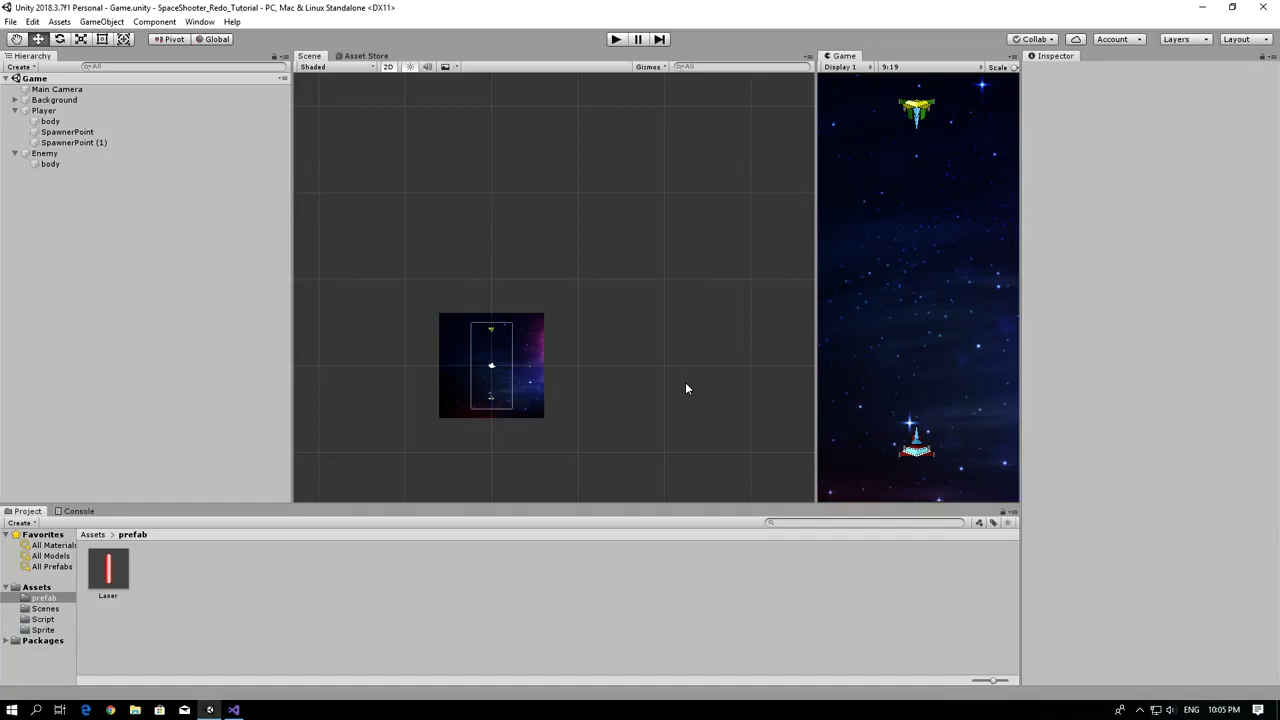 Unity 2018.3.7f1 Personal - Game.unity - SpaceShooter_Redo_Tutorial - PC, Mac & Linux Standalone <DX11>
File Edit Assets GameObject Component Window Help
Pivot Global Collab Account Layers Layout
Hierarchy Scene Asset Store Game Inspector
Create All Shaded 2D Gizmos All Display 1 9:19 Scale
Game
Main Camera
Background
Player
body
SpawnerPoint
SpawnerPoint (1)
Enemy
body
Project Console
Create
Favorites
All Materials
All Models
All Prefabs
Assets
prefab
Scenes
Script
Sprite
Packages
Assets > prefab
Laser
ENG 10:05 PM